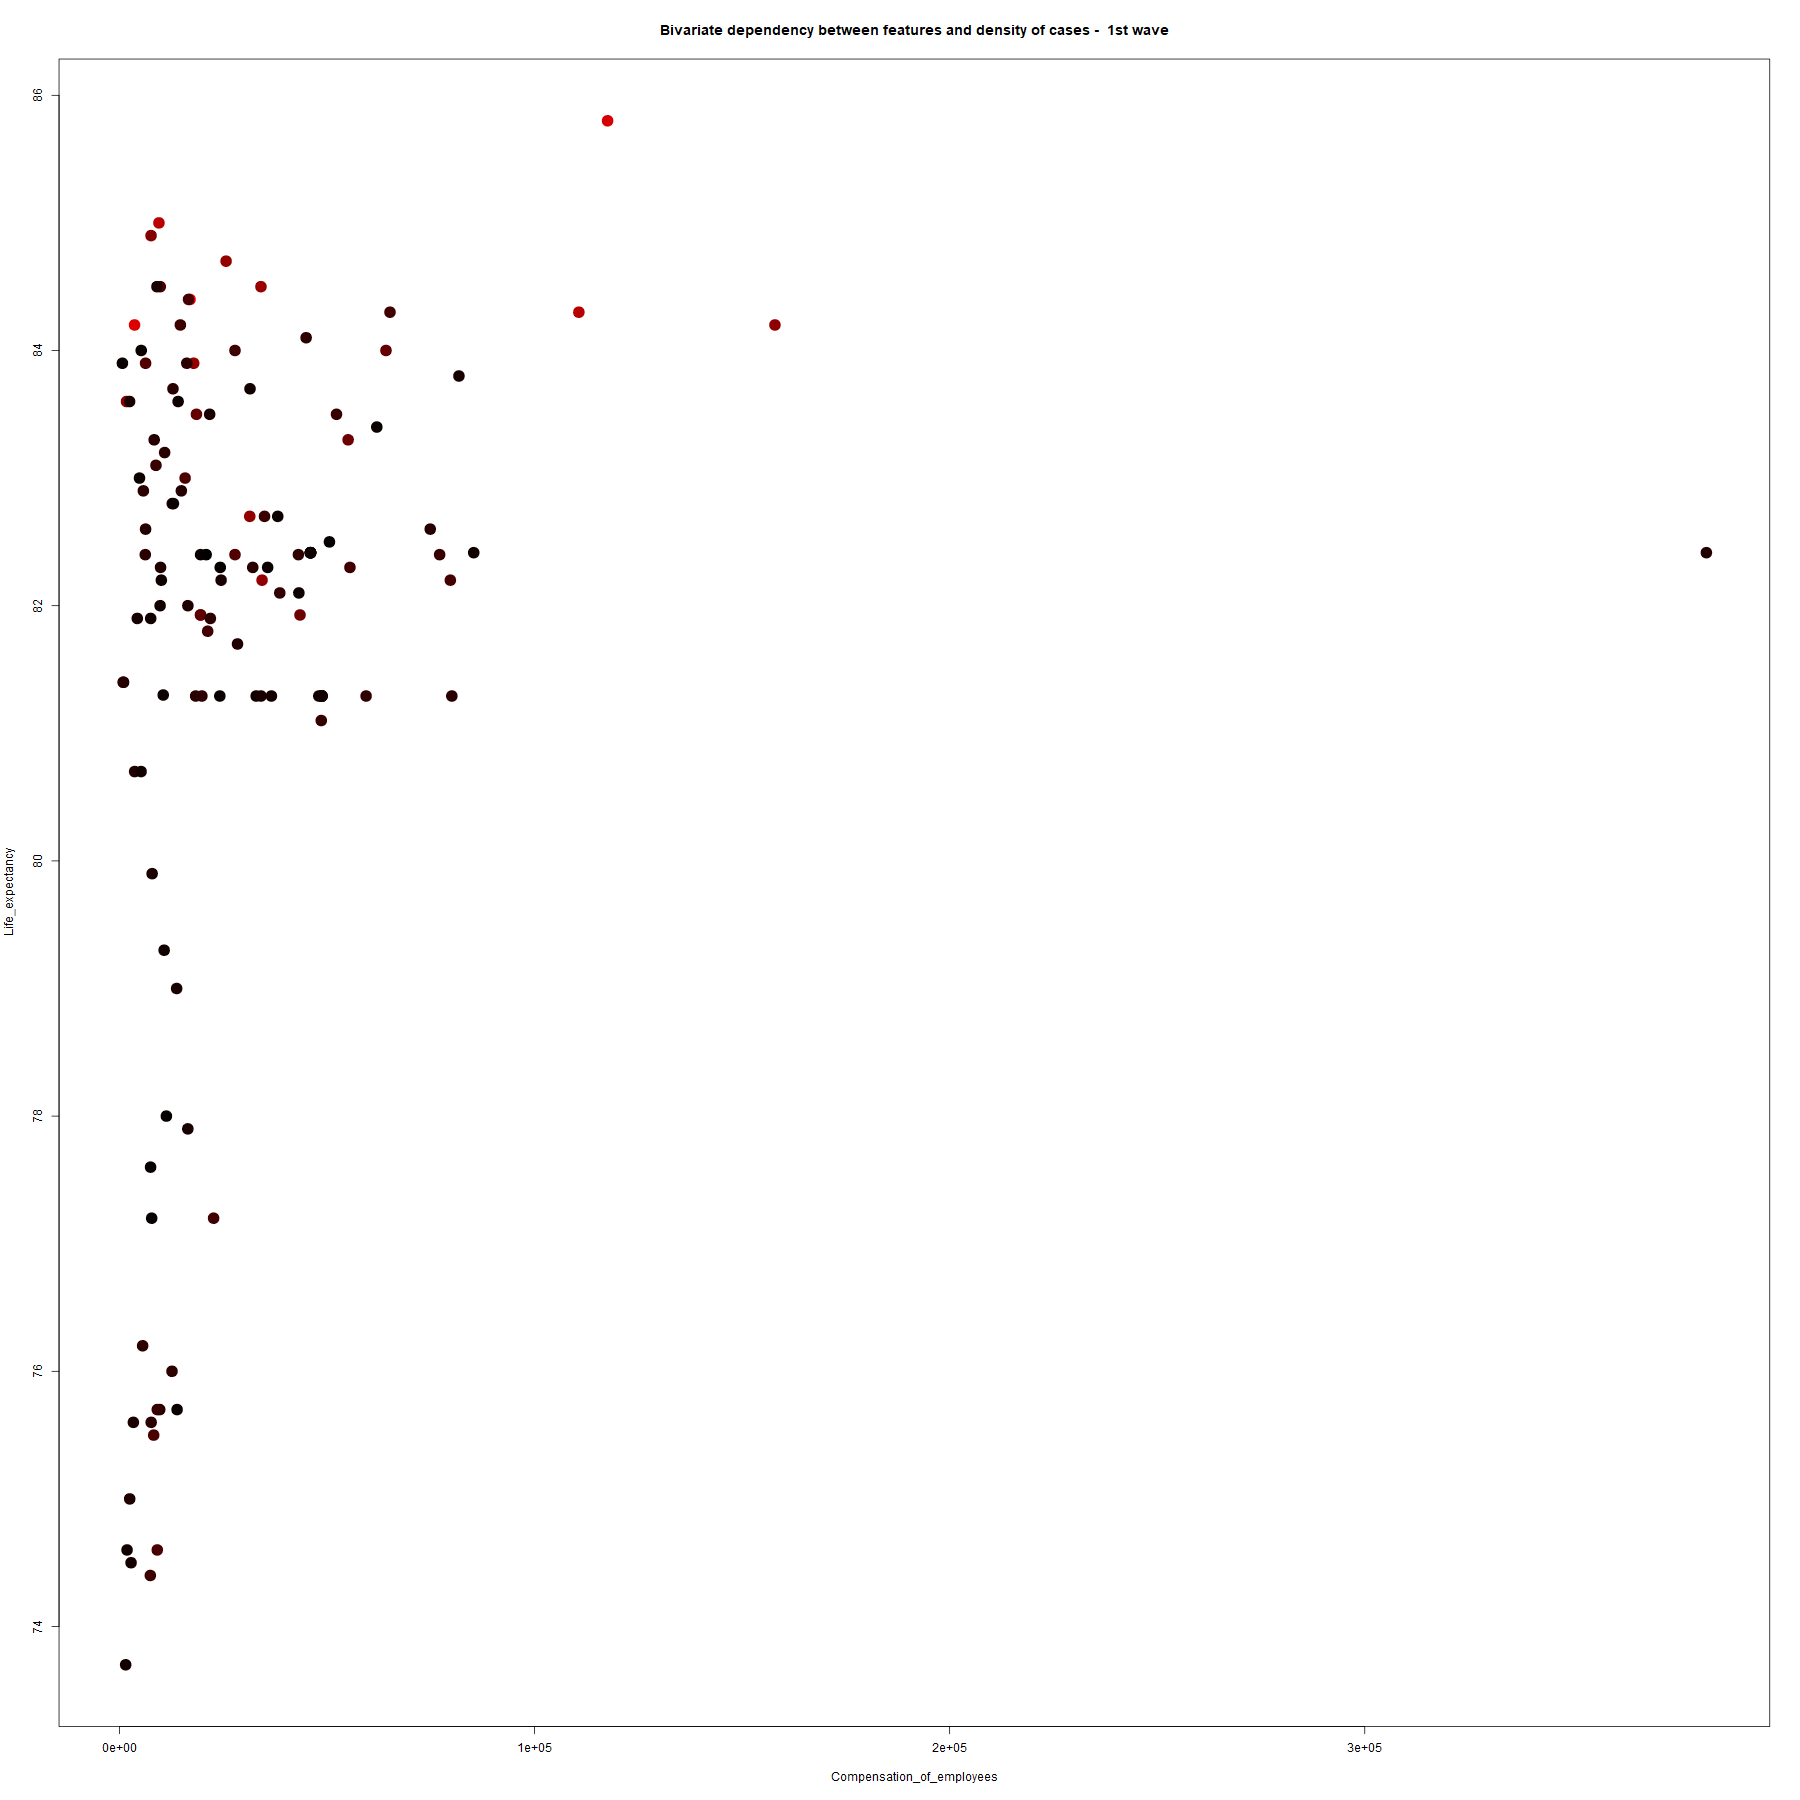 Bivariate dependency between features and density of cases -  1st wave
86
84
82
80
78
76
74
Life_expectancy
0e+00
1e+05
2e+05
3e+05
Compensation_of_employees